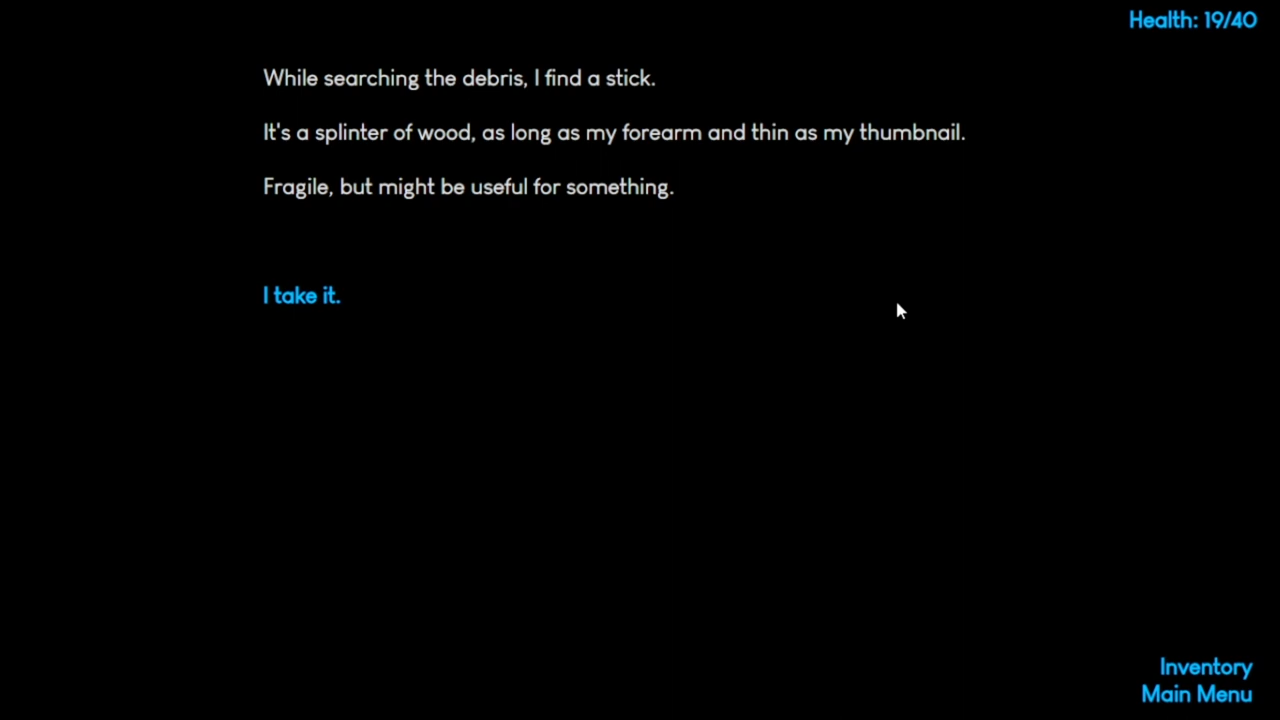 Health: 19/40
While searching the debris, I find a stick.
It's a splinter of wood, as long as my forearm and thin as my thumbnail.
Fragile, but might be useful for something.
I take it.
Inventory
Main Menu